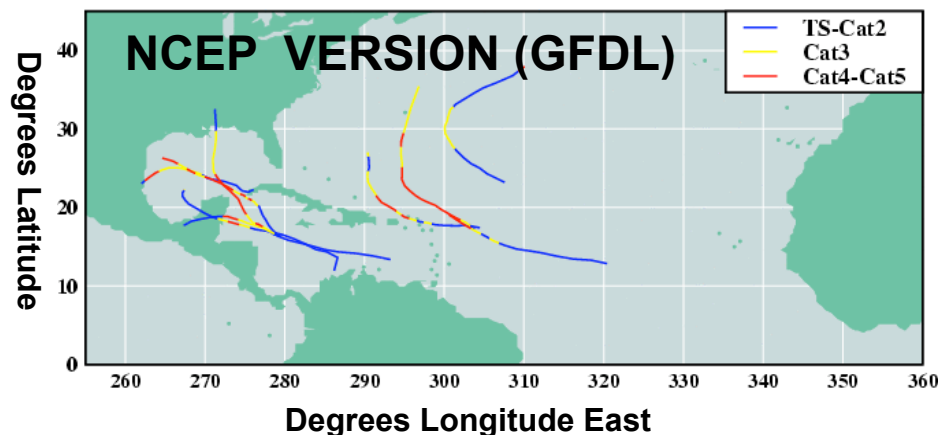 NCEP VERSION (GFDL)
TS-Cat2
Cat3
Cat4-Cat5
Degrees Latitude
40
30
20
10
0
260 270 280 290 300 310 320 330 340 350 360
Degrees Longitude East